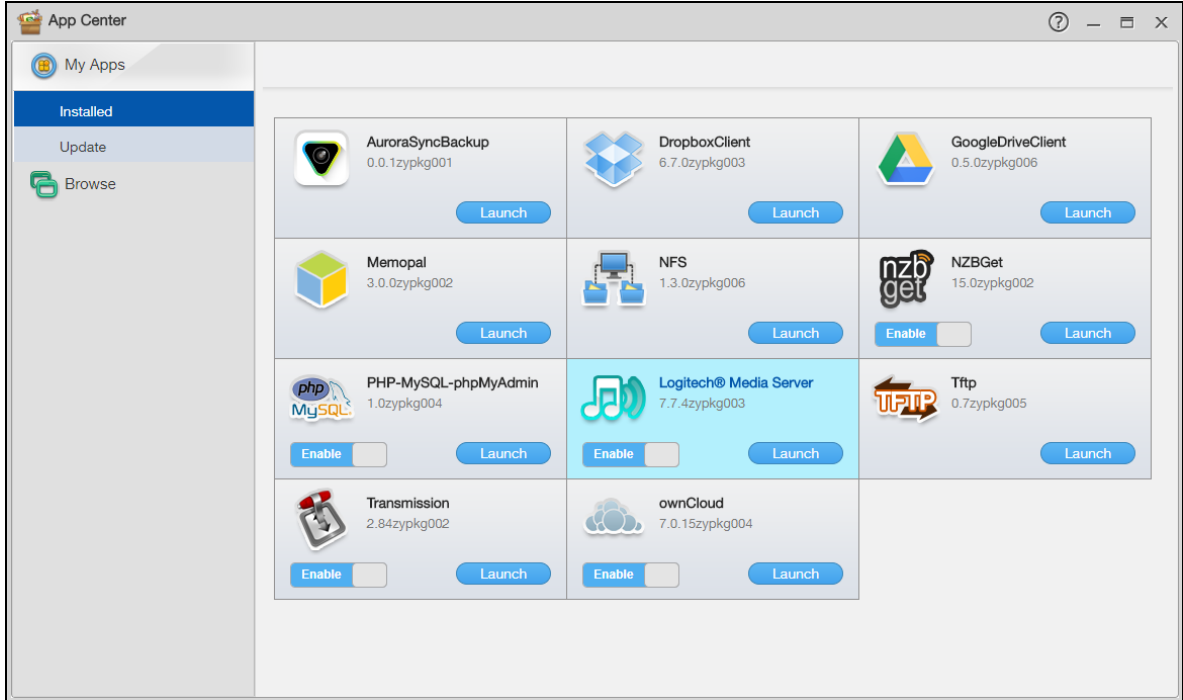 App Center
?
My Apps
Installed
Update
Browse
AuroraSyncBackup
0.0.1zypkg001
Launch
DropboxClient
6.7.0zypkg003
Launch
GoogleDriveClient
0.5.0zypkg006
Launch
Memopal
3.0.0zypkg002
Launch
NFS
1.3.0zypkg006
Launch
nzb
get
NZBGet
15.0zypkg002
Enable
Launch
php
MySQL
PHP-MySQL-phpMyAdmin
1.0zypkg004
Enable
Launch
Logitech® Media Server
7.7.4zypkg003
Enable
Launch
TFTP
Tftp
0.7zypkg005
Launch
Transmission
2.84zypkg002
Enable
Launch
ownCloud
7.0.15zypkg004
Enable
Launch